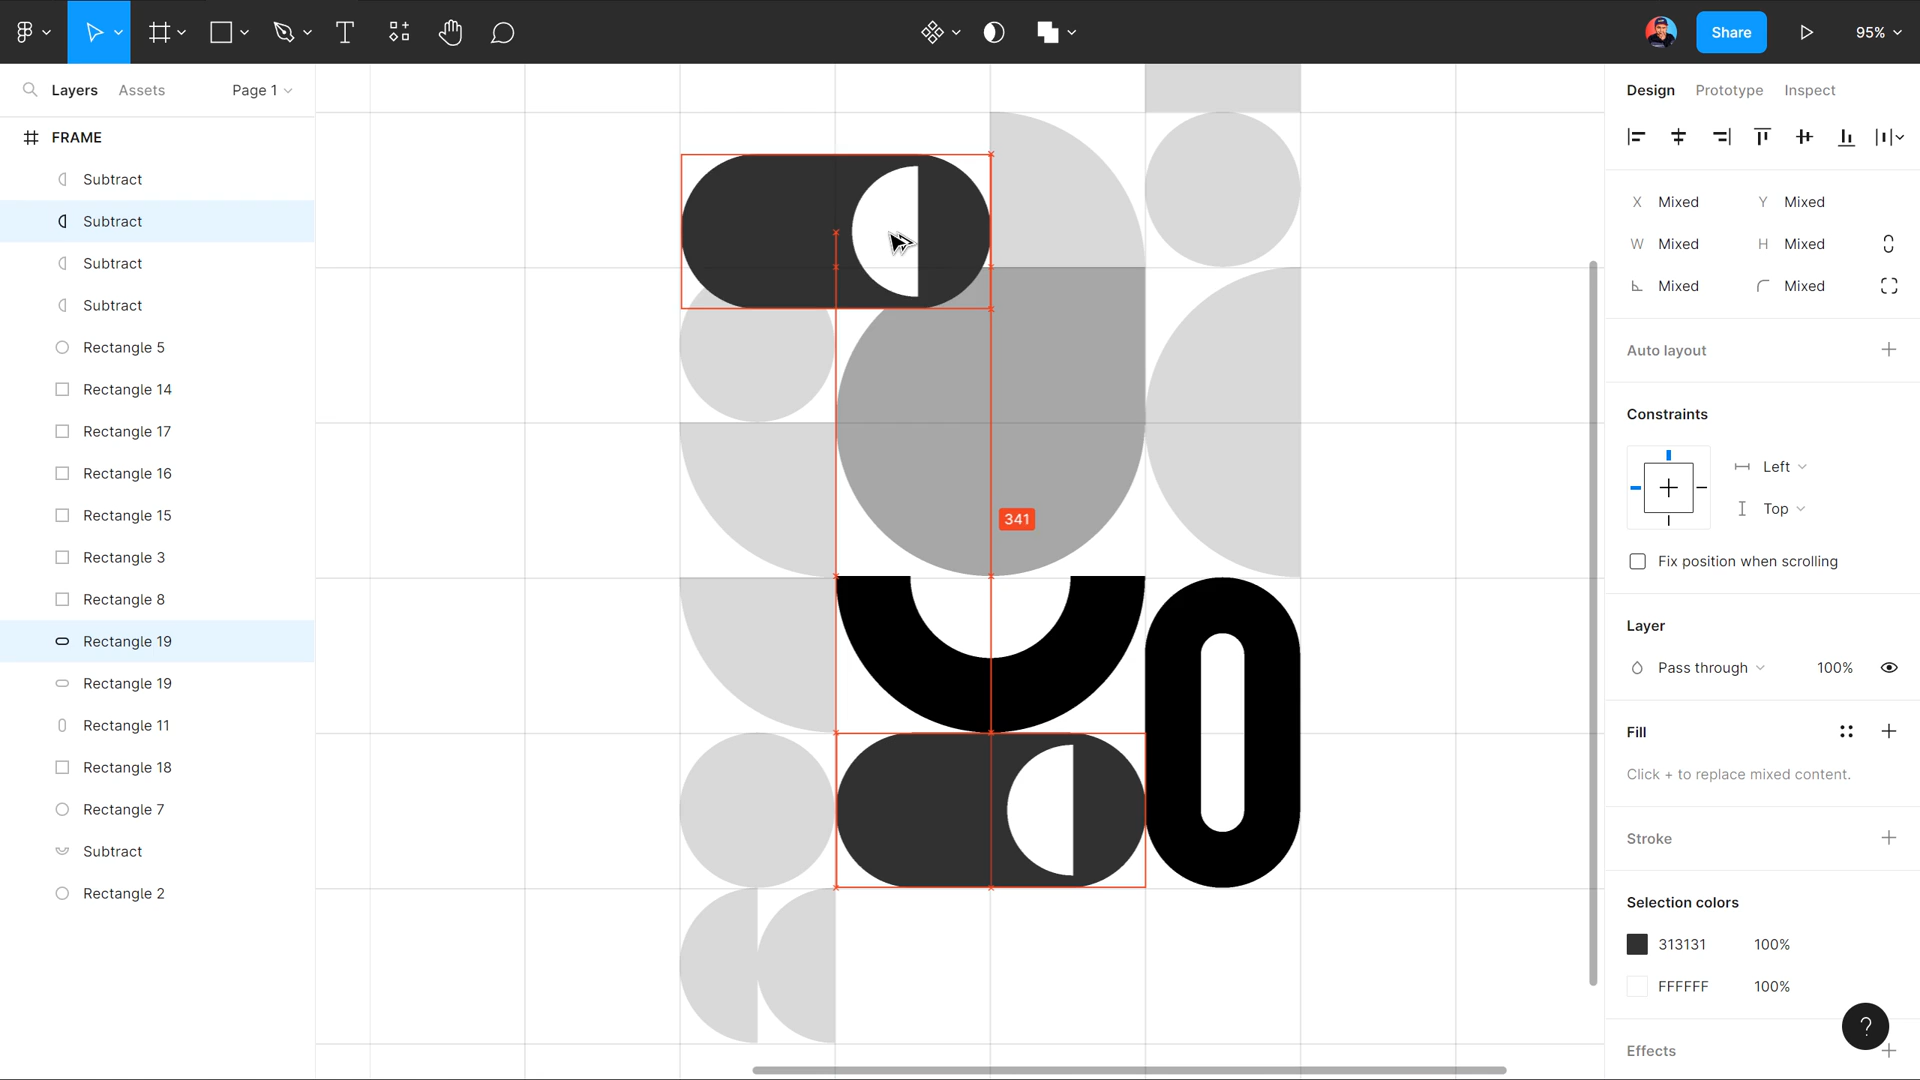 Share
95%
Layers
Assets
Page 1
FRAME
Subtract
Subtract
Subtract
Subtract
Rectangle 5
Rectangle 14
Rectangle 17
Rectangle 16
Rectangle 15
Rectangle 3
Rectangle 8
Rectangle 19
Rectangle 19
Rectangle 11
Rectangle 18
Rectangle 7
Subtract
Rectangle 2
341
Design
Prototype
Inspect
X Mixed
Y Mixed
W Mixed
H Mixed
Mixed
Mixed
Auto layout
Constraints
Left
Top
Fix position when scrolling
Layer
Pass through
100%
Fill
Click + to replace mixed content.
Stroke
Selection colors
313131 100%
FFFFFF 100%
?
Effects